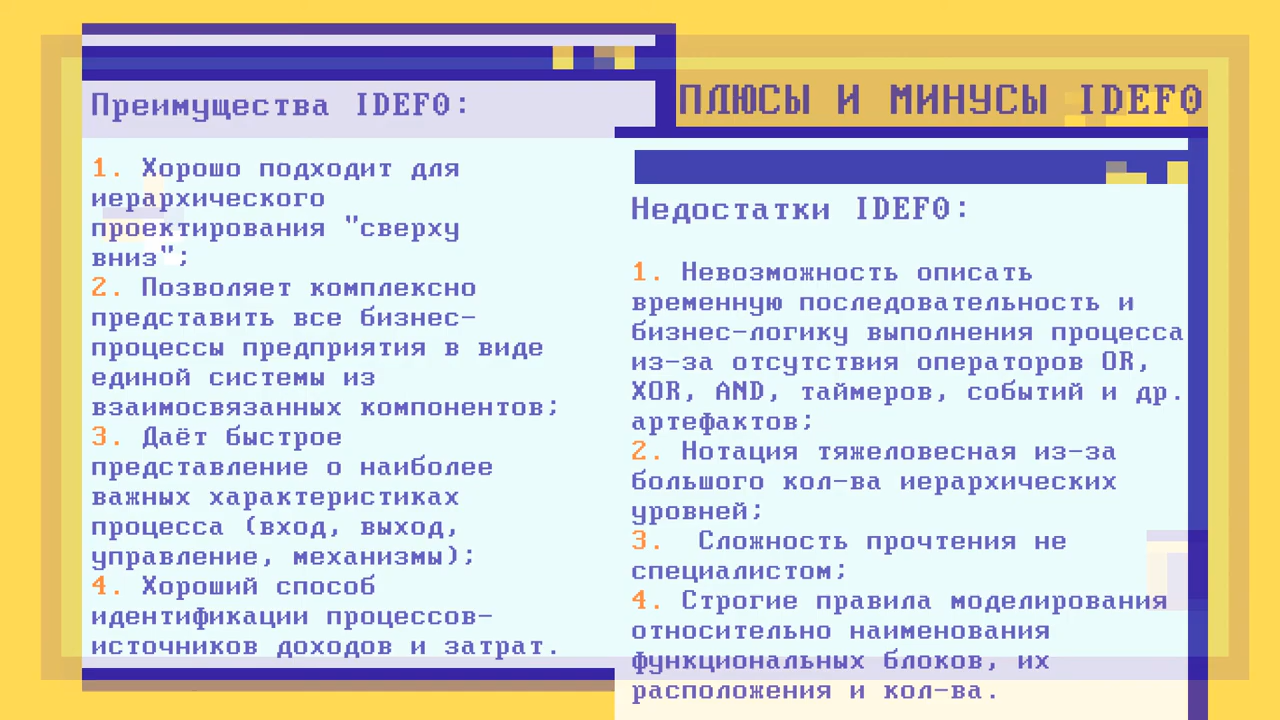 ПЛЮСЫ И МИНУСЫ IDEF0
Преимущества IDEF0:
1. Хорошо подходит для
иерархического
проектирования "сверху
вниз";
2. Позволяет комплексно
представить все бизнес-
процессы предприятия в виде
единой системы из
взаимосвязанных компонентов;
3. Даёт быстрое
представление о наиболее
важных характеристиках
процесса (вход, выход,
управление, механизмы);
4. Хороший способ
идентификации процессов-
источников доходов и затрат.
Недостатки IDEF0:
1. Невозможность описать
временную последовательность и
бизнес-логику выполнения процесса
из-за отсутствия операторов OR,
XOR, AND, таймеров, событий и др.
артефактов;
2. Нотация тяжеловесная из-за
большого кол-ва иерархических
уровней;
3. Сложность прочтения не
специалистом;
4. Строгие правила моделирования
относительно наименования
функциональных блоков, их
расположения и кол-ва.